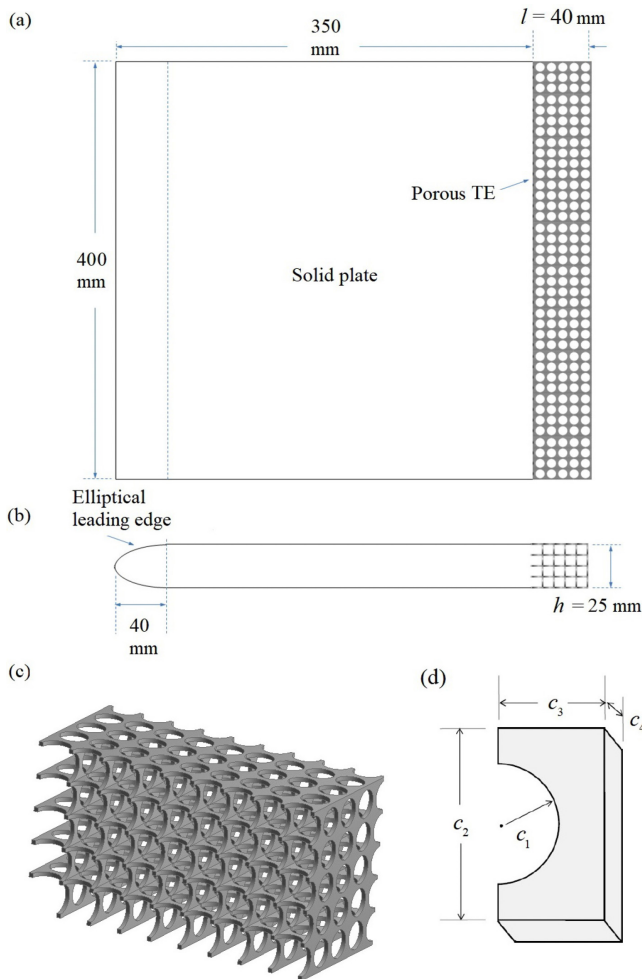 (a)
350
mm
l = 40 mm
Porous TE
400
mm
Solid plate
Elliptical
leading edge
(b)
40
mm
h = 25 mm
(c)
(d)
c3
c4
c2
c1